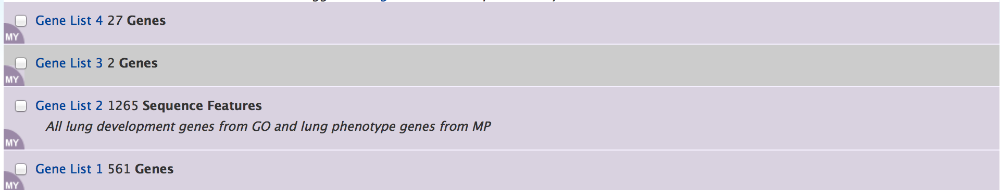 Gene List 4 27 Genes
MY
Gene List 3 2 Genes
MY
Gene List 2 1265 Sequence Features
All lung development genes from GO and lung phenotype genes from MP
MY
Gene List 1 561 Genes
MY